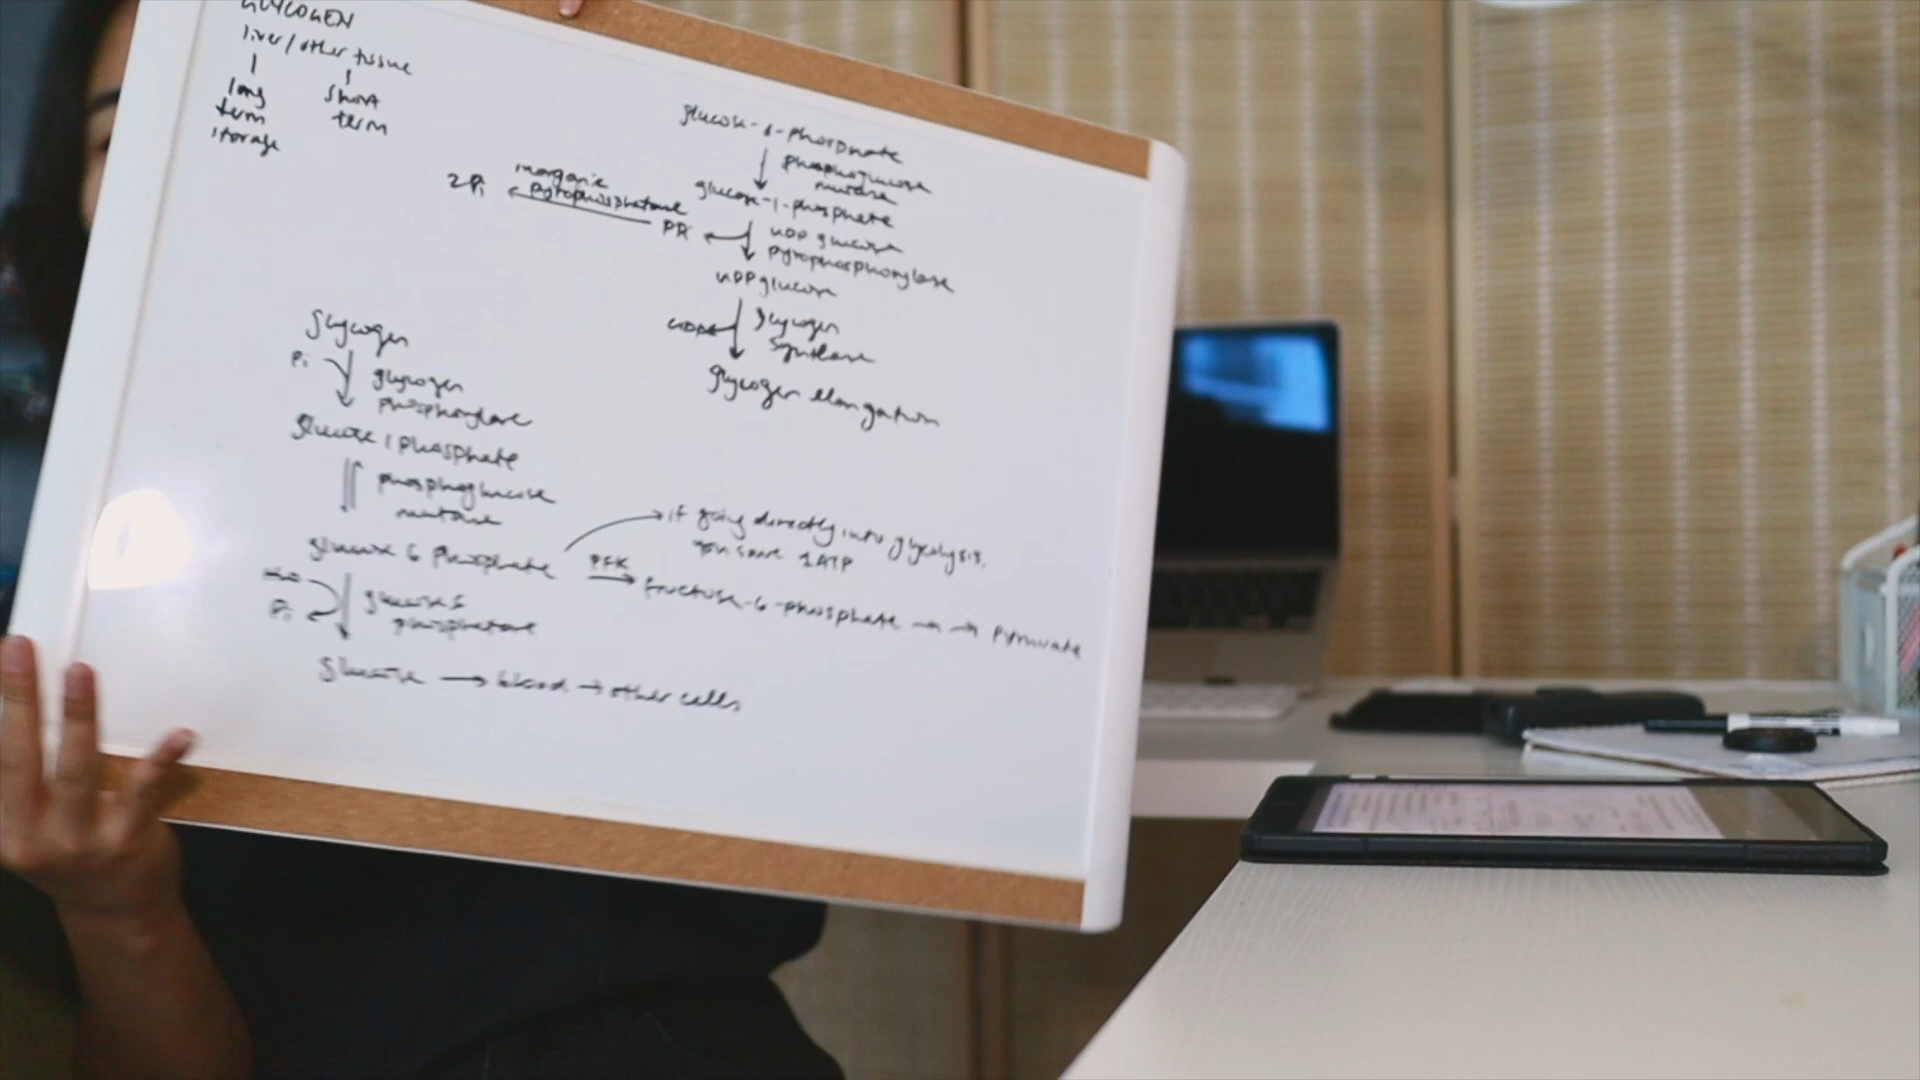 GLYCOGEN
liver/other tissue
long
term
storage
short
term
glucose-6-phosphate
phosphoglucose
mutase
glucose-1-phosphate
UDP glucose
pyrophosphorylase
PPi
inorganic
pyrophosphatase
2Pi
UDP glucose
UDP
glycogen
synthase
glycogen elongation
glycogen
Pi
glycogen
phosphorylase
glucose 1 phosphate
phosphoglucose
mutase
glucose 6 phosphate
if going directly into glycolysis,
you save 1ATP
PFK
fructose-6-phosphate → → pyruvate
Pi
glucose 6
phosphatase
glucose → blood → other cells